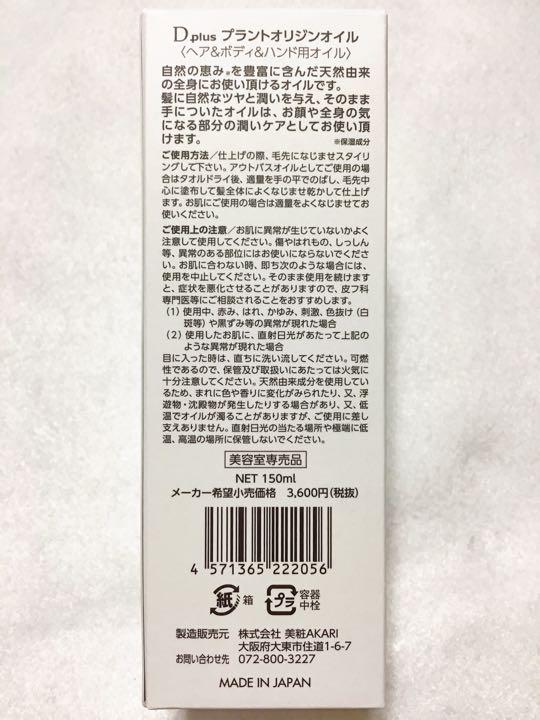 D.plus プラントオリジンオイル
〈ヘア&ボディ&ハンド用オイル〉
自然の恵み※を豊富に含んだ天然由来
の全身にお使い頂けるオイルです。
髪に自然なツヤと潤いを与え、そのまま
手についたオイルは、お顔や全身の気
になる部分の潤いケアとしてお使い頂
けます。 ※保湿成分
ご使用方法/仕上げの際、毛先になじませスタイリ
ングして下さい。アウトバスオイルとしてご使用の場
合はタオルドライ後、適量を手の平でのばし、毛先中
心に塗布して髪全体によくなじませ乾かして仕上げ
ます。お肌にご使用の場合は適量をよくなじませてお
使いください。
ご使用上の注意/お肌に異常が生じていないかよく
注意して使用してください。傷やはれもの、しっしん
等、異常のある部位にはお使いにならないでくださ
い。お肌に合わない時、即ち次のような場合には、
使用を中止してください。そのまま使用を続けます
と、症状を悪化させることがありますので、皮フ科
専門医等にご相談されることをおすすめします。
(1) 使用中、赤み、はれ、かゆみ、刺激、色抜け(白
斑等)や黒ずみ等の異常が現れた場合
(2) 使用したお肌に、直射日光があたって上記の
ような異常が現れた場合
目に入った時は、直ちに洗い流してください。可燃
性であるので、保管及び取扱いにあたっては火気に
十分注意してください。天然由来成分を使用してい
るため、まれに色や香りに変化がみられたり、又、浮
遊物・沈殿物が発生したりする場合があり、又、低
温でオイルが濁ることがありますが、ご使用に差し
支えありません。直射日光の当たる場所や極端に低
温、高温の場所に保管しないでください。
美容室専売品
NET 150ml
メーカー希望小売価格 3,600円(税抜)
4 571365 222056
紙 箱 プラ 容器
中栓
製造販売元 株式会社 美粧AKARI
大阪府大東市住道1-6-7
お問い合わせ先 072-800-3227
MADE IN JAPAN